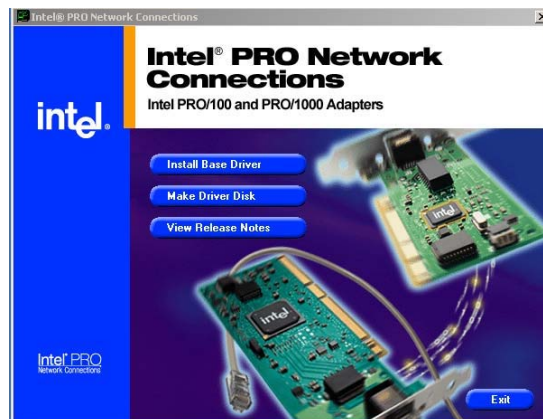 Intel® PRO Network Connections
Intel® PRO Network
Connections
Intel PRO/100 and PRO/1000 Adapters
intel®
Install Base Driver
Make Driver Disk
View Release Notes
intel
intel
Intel® PRO
Network Connections
Exit